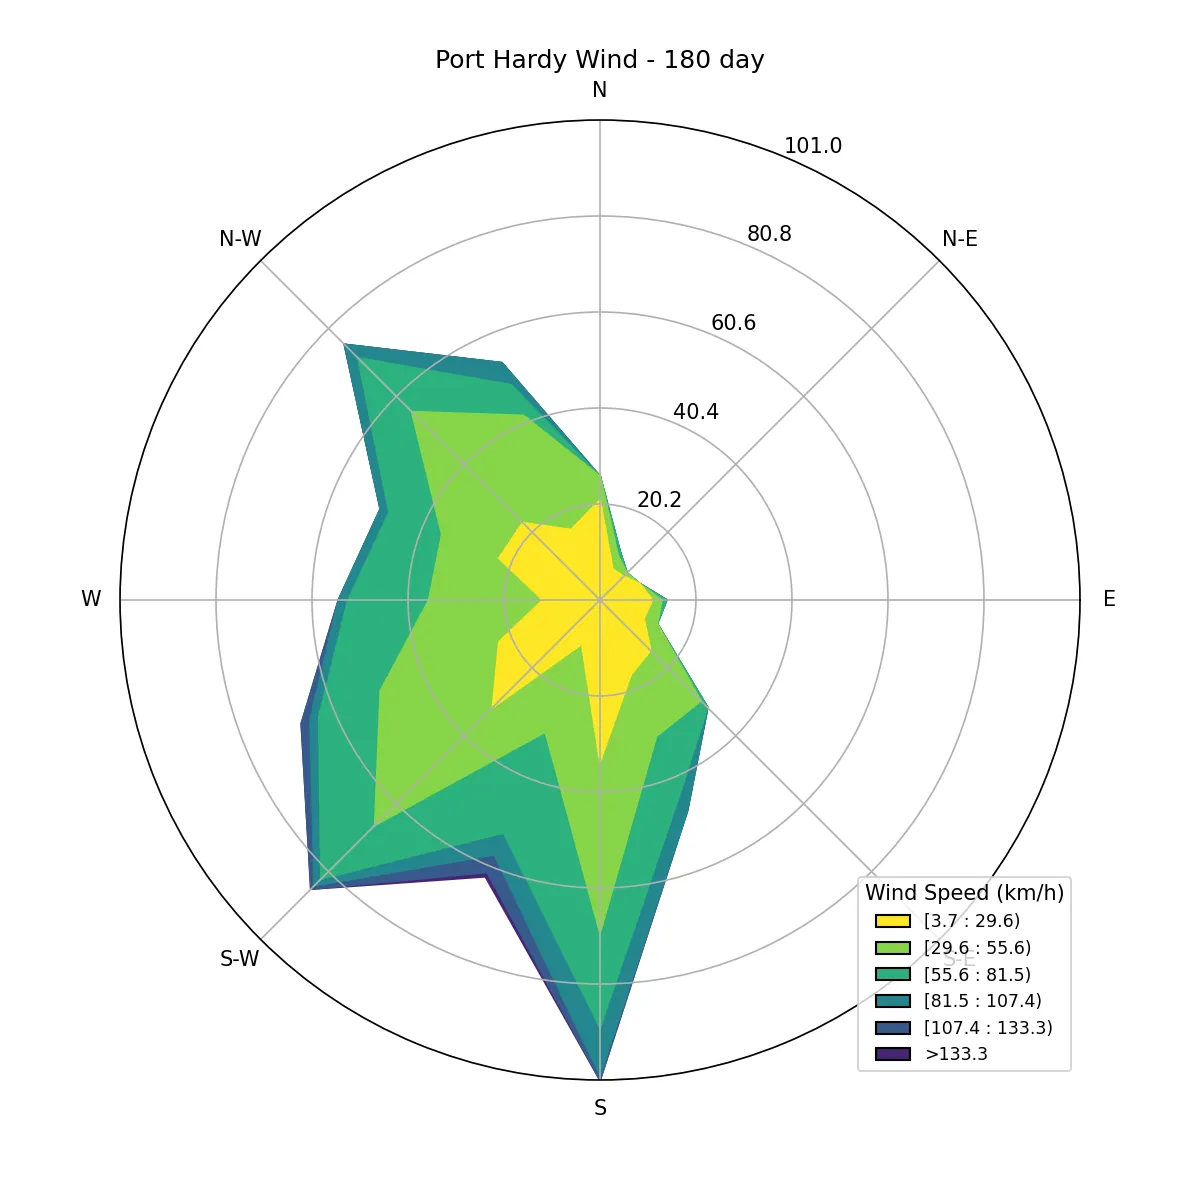 Port Hardy Wind - 180 day
N
101.0
N-W
80.8
N-E
60.6
40.4
20.2
W
E
Wind Speed (km/h)
[3.7 : 29.6)
[29.6 : 55.6)
S-W
S-E
[55.6 : 81.5)
[81.5 : 107.4)
[107.4 : 133.3)
>133.3
S